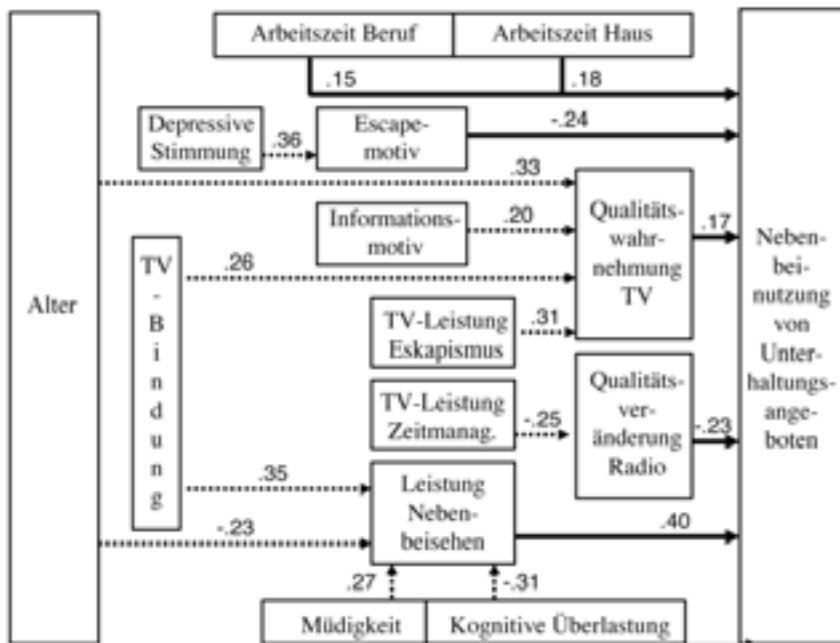 Arbeitszeit Beruf
Arbeitszeit Haus
.15
.18
Depressive
Stimmung
.36
Escape-
motiv
-.24
.33
Informations-
motiv
.20
Qualitäts-
wahr-
nehmung
TV
.17
Alter
TV
-
B
i
n
d
u
n
g
.26
TV-Leistung
Eskapismus
.31
TV-Leistung
Zeitmanag.
-.25
Qualitäts-
ver-
änderung
Radio
-.23
.35
-.23
Leistung
Neben-
beisehen
.40
.27
-.31
Müdigkeit
Kognitive Überlastung
Neben-
bei-
nutzung
von
Unter-
haltungs-
ange-
boten